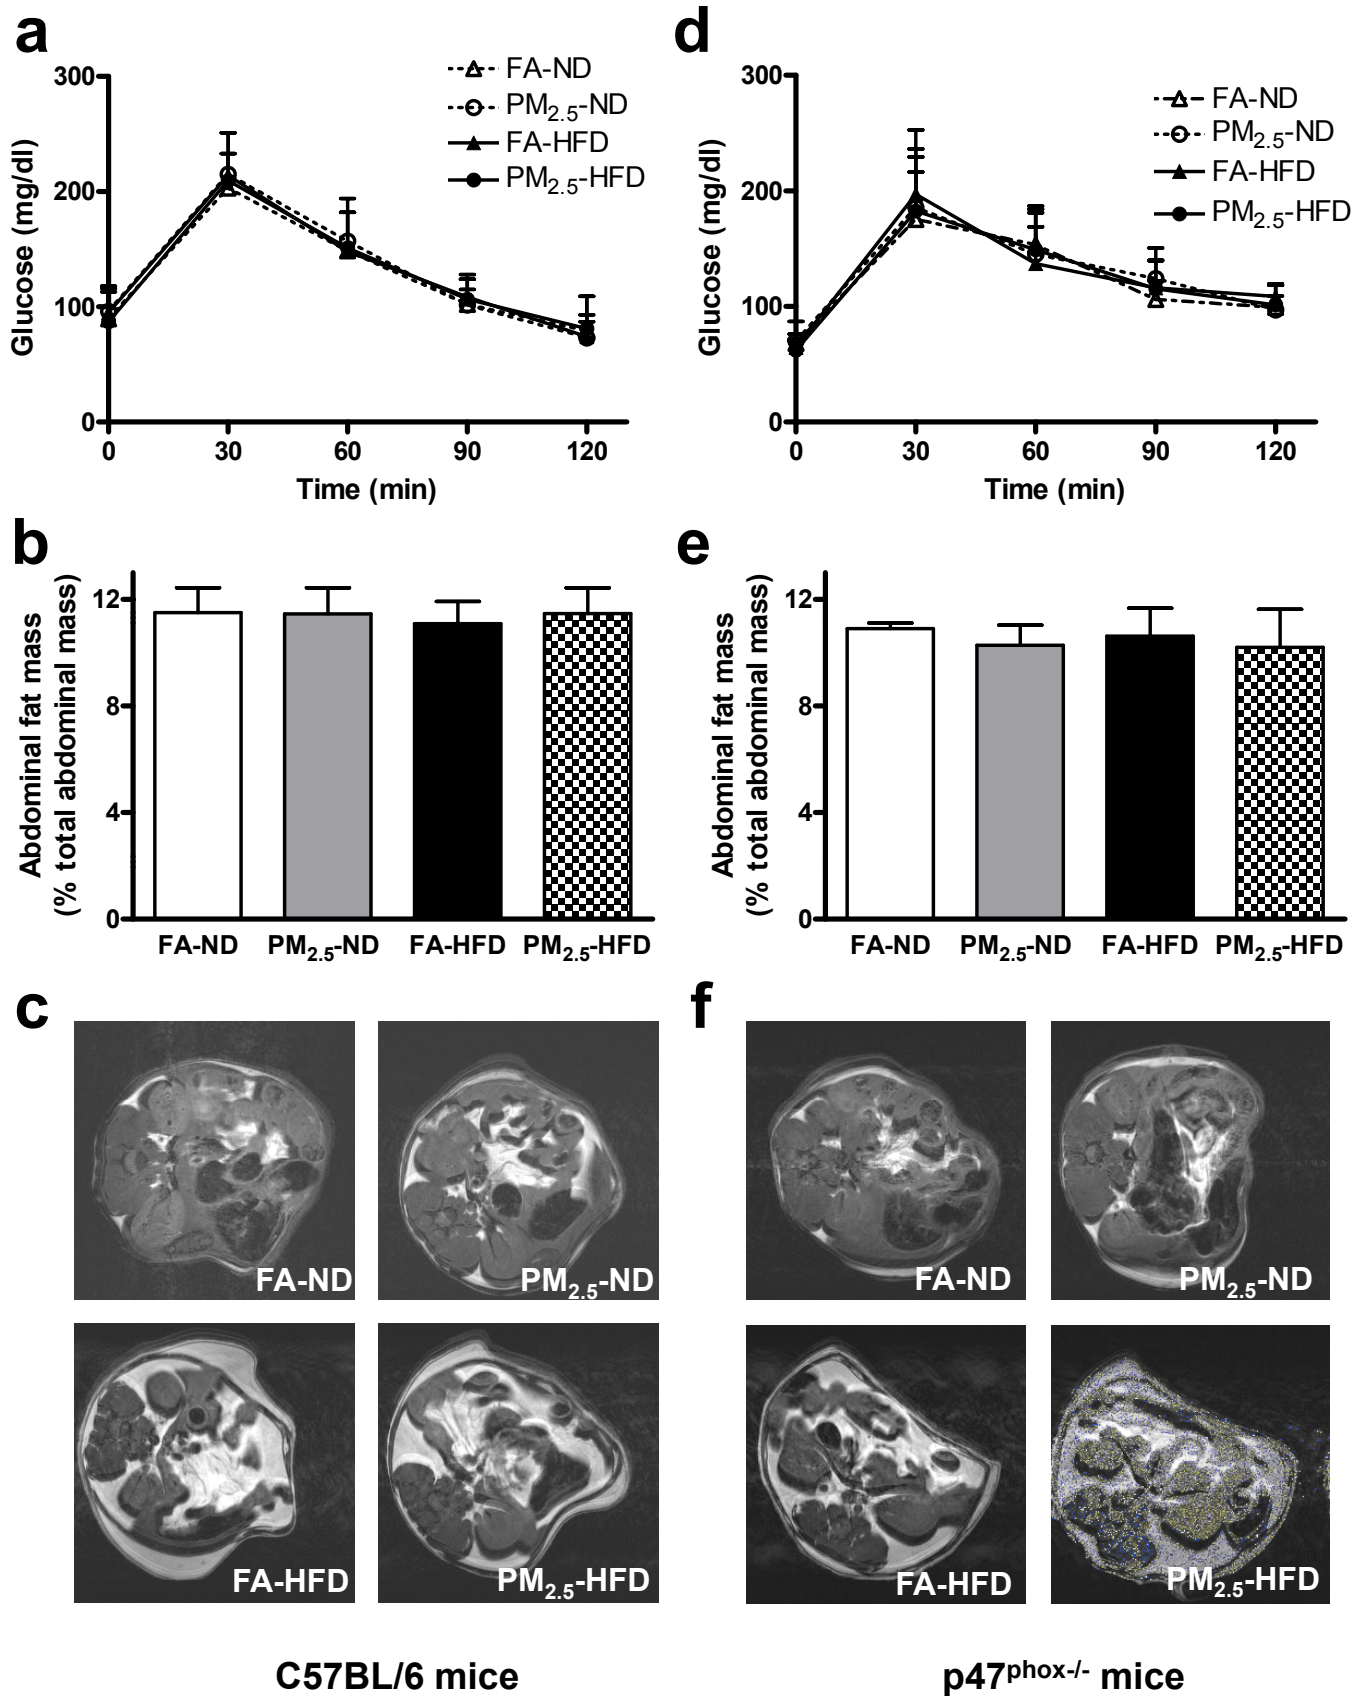 a
FA-ND
PM2.5-ND
FA-HFD
PM2.5-HFD
300
200
100
0
Glucose (mg/dl)
0 30 60 90 120
Time (min)
d
FA-ND
PM2.5-ND
FA-HFD
PM2.5-HFD
300
200
100
0
Glucose (mg/dl)
0 30 60 90 120
Time (min)
b
Abdominal fat mass
(% total abdominal mass)
12
8
4
0
FA-ND PM2.5-ND FA-HFD PM2.5-HFD
e
Abdominal fat mass
(% total abdominal mass)
12
8
4
0
FA-ND PM2.5-ND FA-HFD PM2.5-HFD
c
FA-ND
PM2.5-ND
FA-HFD
PM2.5-HFD
C57BL/6 mice
f
FA-ND
PM2.5-ND
FA-HFD
PM2.5-HFD
p47phox-/- mice